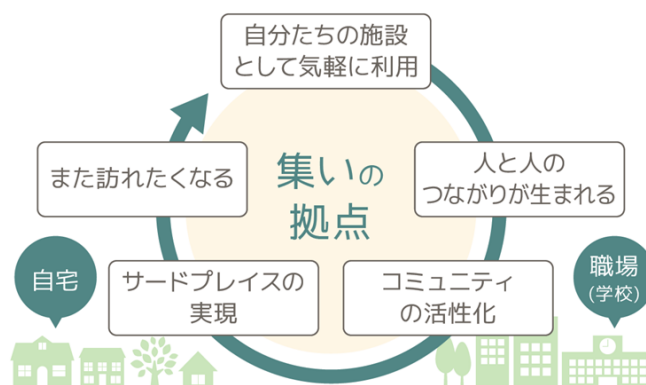 自分たちの施設
として気軽に利用
人と人の
つながりが生まれる
コミュニティ
の活性化
サードプレイスの
実現
また訪れたくなる
集いの
拠点
自宅
職場
(学校)